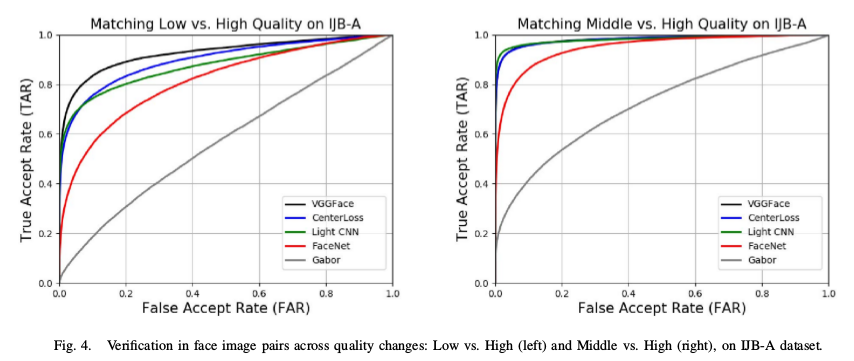 Matching Low vs. High Quality on IJB-A
True Accept Rate (TAR)
1.0
0.8
0.6
0.4
0.2
0.0
VGGFace
CenterLoss
Light CNN
FaceNet
Gabor
0.0 0.2 0.4 0.6 0.8 1.0
False Accept Rate (FAR)
Matching Middle vs. High Quality on IJB-A
True Accept Rate (TAR)
1.0
0.8
0.6
0.4
0.2
0.0
VGGFace
CenterLoss
Light CNN
FaceNet
Gabor
0.0 0.2 0.4 0.6 0.8 1.0
False Accept Rate (FAR)
Fig. 4. Verification in face image pairs across quality changes: Low vs. High (left) and Middle vs. High (right), on IJB-A dataset.